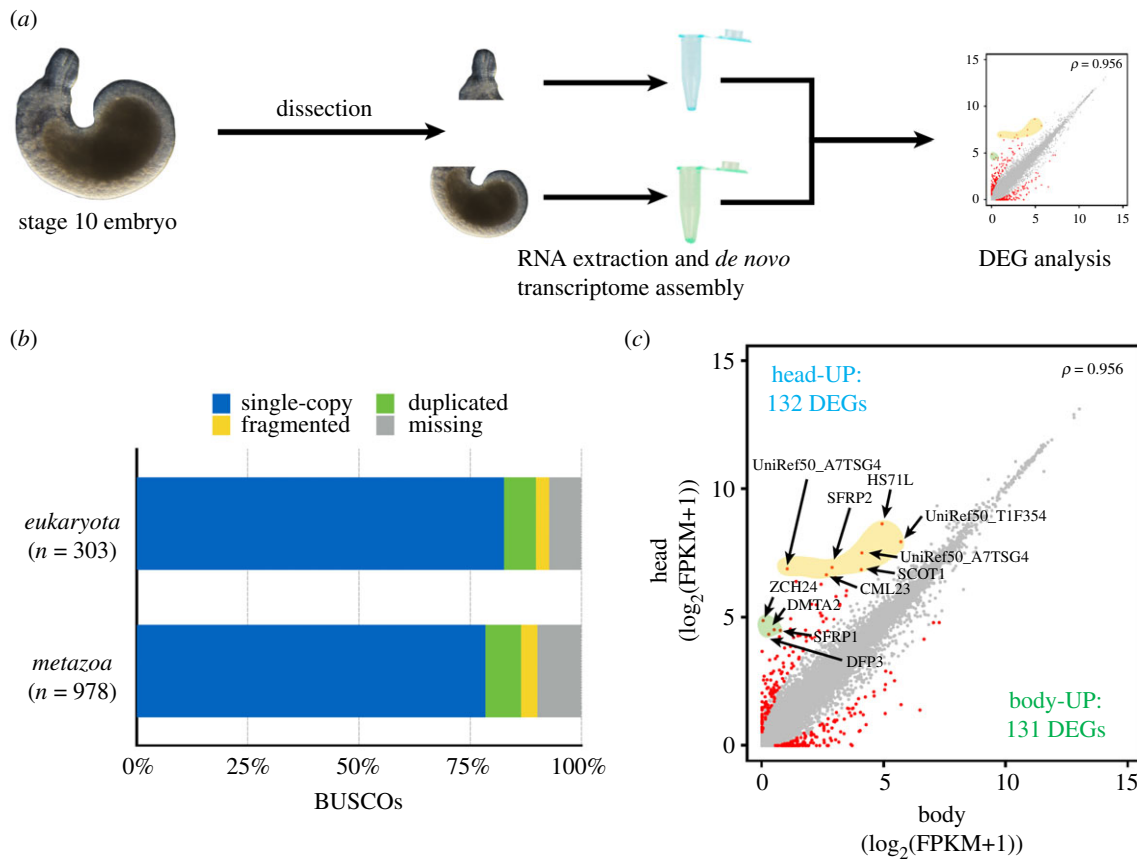 (a)
dissection
stage 10 embryo
RNA extraction and de novo
transcriptome assembly
ρ = 0.956
15
10
5
0
0
5
10
15
DEG analysis
(b)
single-copy
duplicated
fragmented
missing
eukaryota
(n = 303)
metazoa
(n = 978)
0%
25%
50%
75%
100%
BUSCOs
(c)
15
10
5
0
head
(log2(FPKM+1))
head-UP:
132 DEGs
ρ = 0.956
UniRef50_A7TSG4
HS71L
SFRP2
UniRef50_T1F354
UniRef50_A7TSG4
SCOT1
CML23
ZCH24
DMTA2
SFRP1
DFP3
body-UP:
131 DEGs
0
5
10
15
body
(log2(FPKM+1))